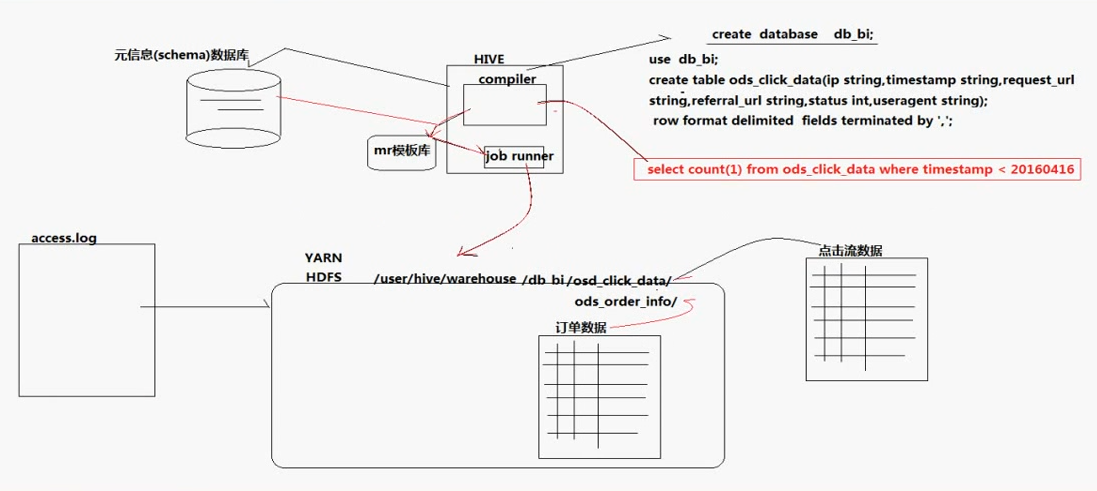 元信息(schema)数据库
HIVE
compiler
mr模板库
job runner
create database db_bi;
use db_bi;
create table ods_click_data(ip string,timestamp string,request_url
string,referral_url string,status int,useragent string);
row format delimited fields terminated by ',';
select count(1) from ods_click_data where timestamp < 20160416
access.log
YARN
HDFS /user/hive/warehouse /db_bi /osd_click_data/
ods_order_info/
订单数据
点击流数据